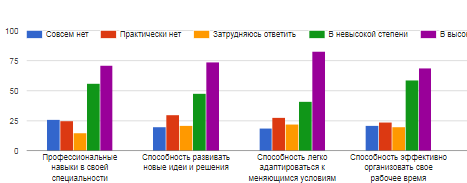 100
Совсем нет Практически нет Затрудняюсь ответить В невысокой степени В высо
75
50
25
0
Профессиональные навыки в своей специальности
Способность развивать новые идеи и решения
Способность легко адаптироваться к меняющимся условиям
Способность эффективно организовать свое рабочее время